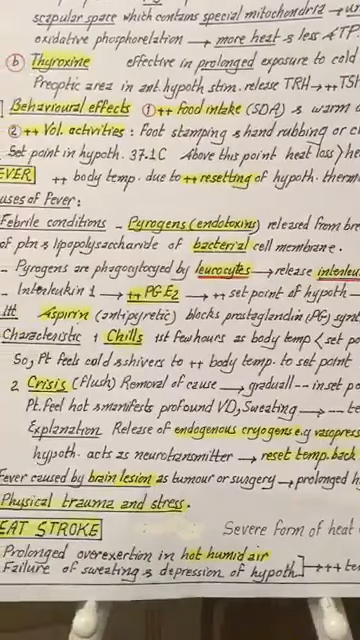 scapular space which contains special mitochondria →
oxidative phosphorelation → more heat & less ATP
ⓑ Thyroxine effective in prolonged exposure to cold
Preoptic area in ant. hypoth stim. release TRH → ++ TSH
Behavioural effects ① ++ food intake (SDA) & warm
② ++ Vol. activities : Foot stamping & hand rubbing or
Set point in hypoth. 37.1C Above this point heat loss >
EVER ++ body temp. due to ++ resetting of hypoth.
uses of Fever:
Febrile conditions - Pyrogens (endotoxins) released from
of ptn & lipopolysaccharide of bacterial cell membrane.
- Pyrogens are phagocytocyed by leucocytes → release
- Interleukin 1 → ++ PG-E2 → ++ set point of hypoth
ttt Aspirin (antipyretic) blocks prostaglandin (PG)
Characteristic 1 Chills 1st few hours as body temp < set
So, Pt feels cold & shivers to ++ body temp. to set point
2. Crisis (flush) Removal of cause → gradual -- in set
Pt. feel hot & manifests profound VD, Sweating → --
Explanation Release of endogenous cryogens e.g
hypoth. acts as neurotransmitter → reset temp. back
Fever caused by brain lesion as tumour or surgery → prolonged
Physical trauma and stress.
EAT STROKE Severe form of heat
Prolonged overexertion in hot humid air
Failure of sweating & depression of hypoth → ++